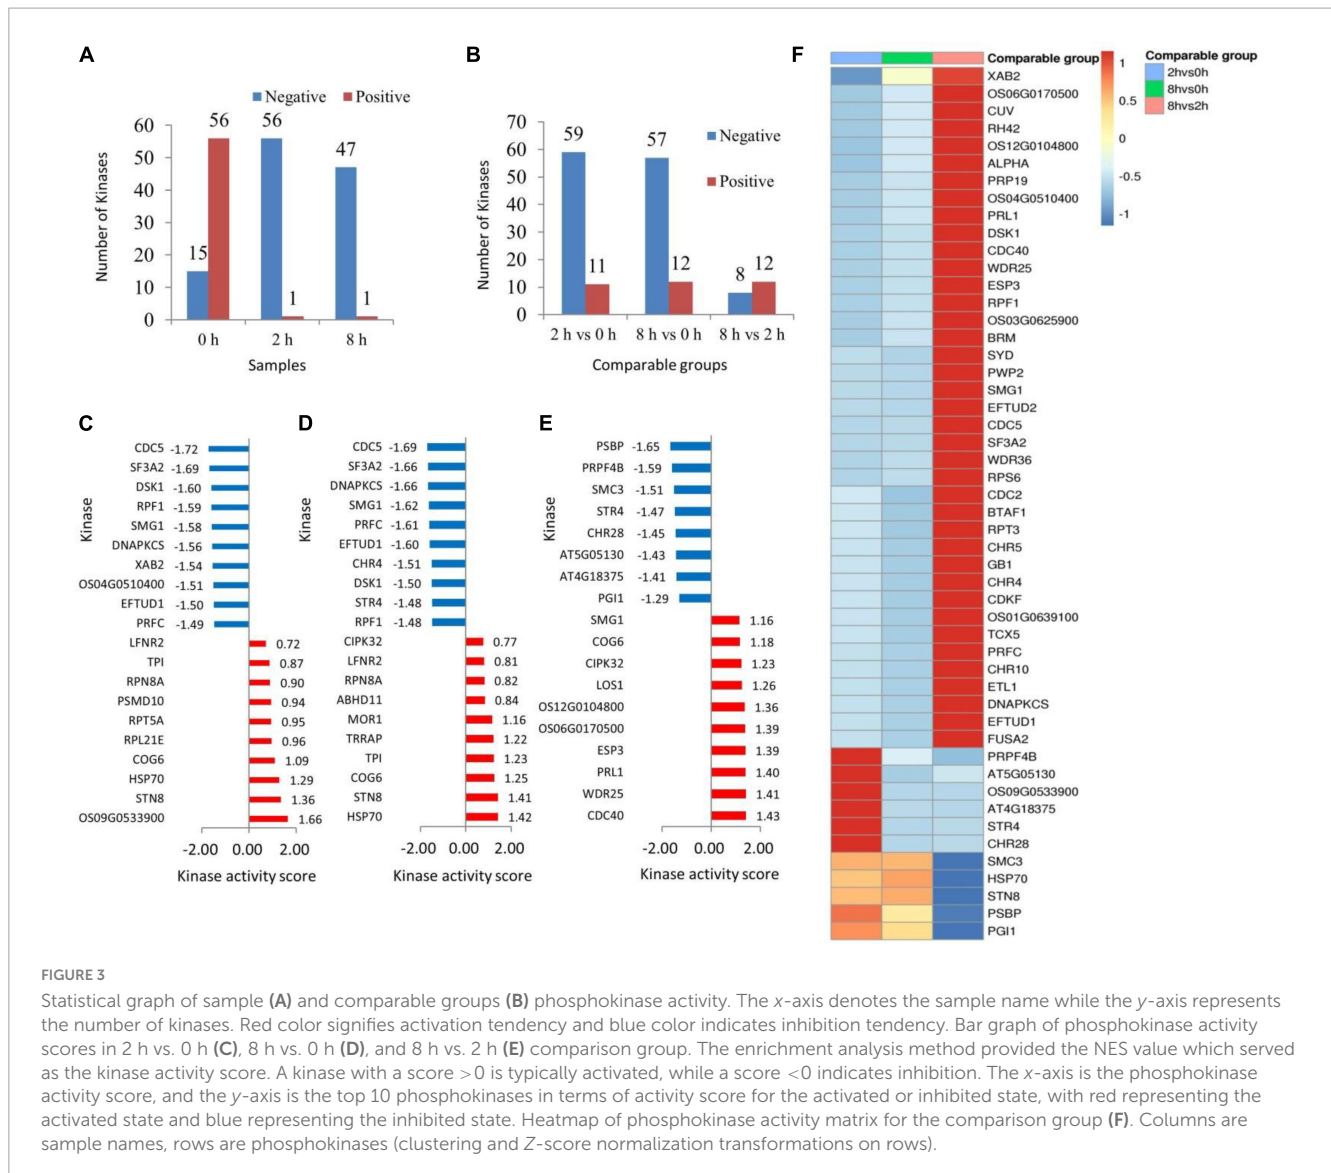 A
Negative
Positive
Number of Kinases
60
50
40
30
20
10
0
15
56
56
1
47
1
0 h
2 h
8 h
Samples
B
Negative
Positive
Number of Kinases
70
60
50
40
30
20
10
0
59
11
57
12
8
12
2 h vs 0 h
8 h vs 0 h
8 h vs 2 h
Comparable groups
C
Kinase
CDC5 -1.72
SF3A2 -1.69
DSK1 -1.60
RPF1 -1.59
SMG1 -1.58
DNAPKCS -1.56
XAB2 -1.54
OS04G0510400 -1.51
EFTUD1 -1.50
PRFC -1.49
LFNR2 0.72
TPI 0.87
RPN8A 0.90
PSMD10 0.94
RPT5A 0.95
RPL21E 0.96
COG6 1.09
HSP70 1.29
STN8 1.36
OS09G0533900 1.66
-2.00 0.00 2.00
Kinase activity score
D
Kinase
CDC5 -1.69
SF3A2 -1.66
DNAPKCS -1.66
SMG1 -1.62
PRFC -1.61
EFTUD1 -1.60
CHR4 -1.51
DSK1 -1.50
STR4 -1.48
RPF1 -1.48
CIPK32 0.77
LFNR2 0.81
RPN8A 0.82
ABHD11 0.84
MOR1 1.16
TRRAP 1.22
TPI 1.23
COG6 1.25
STN8 1.41
HSP70 1.42
-2.00 0.00 2.00
Kinase activity score
E
Kinase
PSBP -1.65
PRPF4B -1.59
SMC3 -1.51
STR4 -1.47
CHR28 -1.45
AT5G05130 -1.43
AT4G18375 -1.41
PGI1 -1.29
SMG1 1.16
COG6 1.18
CIPK32 1.23
LOS1 1.26
OS12G0104800 1.36
OS06G0170500 1.39
ESP3 1.39
PRL1 1.40
WDR25 1.41
CDC40 1.43
-2.00 0.00 2.00
Kinase activity score
F
Comparable group
XAB2
OS06G0170500
CUV
RH42
OS12G0104800
ALPHA
PRP19
OS04G0510400
PRL1
DSK1
CDC40
WDR25
ESP3
RPF1
OS03G0625900
BRM
SYD
PWP2
SMG1
EFTUD2
CDC5
SF3A2
WDR36
RPS6
CDC2
BTAF1
RPT3
CHR5
GB1
CHR4
CDKF
OS01G0639100
TCX5
PRFC
CHR10
ETL1
DNAPKCS
EFTUD1
FUSA2
PRPF4B
AT5G05130
OS09G0533900
AT4G18375
STR4
CHR28
SMC3
HSP70
STN8
PSBP
PGI1
1
0.5
0
-0.5
-1
Comparable group
2hvs0h
8hvs0h
8hvs2h
FIGURE 3
Statistical graph of sample (A) and comparable groups (B) phosphokinase activity. The x-axis denotes the sample name while the y-axis represents
the number of kinases. Red color signifies activation tendency and blue color indicates inhibition tendency. Bar graph of phosphokinase activity
scores in 2 h vs. 0 h (C), 8 h vs. 0 h (D), and 8 h vs. 2 h (E) comparison group. The enrichment analysis method provided the NES value which served
as the kinase activity score. A kinase with a score >0 is typically activated, while a score <0 indicates inhibition. The x-axis is the phosphokinase
activity score, and the y-axis is the top 10 phosphokinases in terms of activity score for the activated or inhibited state, with red representing the
activated state and blue representing the inhibited state. Heatmap of phosphokinase activity matrix for the comparison group (F). Columns are
sample names, rows are phosphokinases (clustering and Z-score normalization transformations on rows).